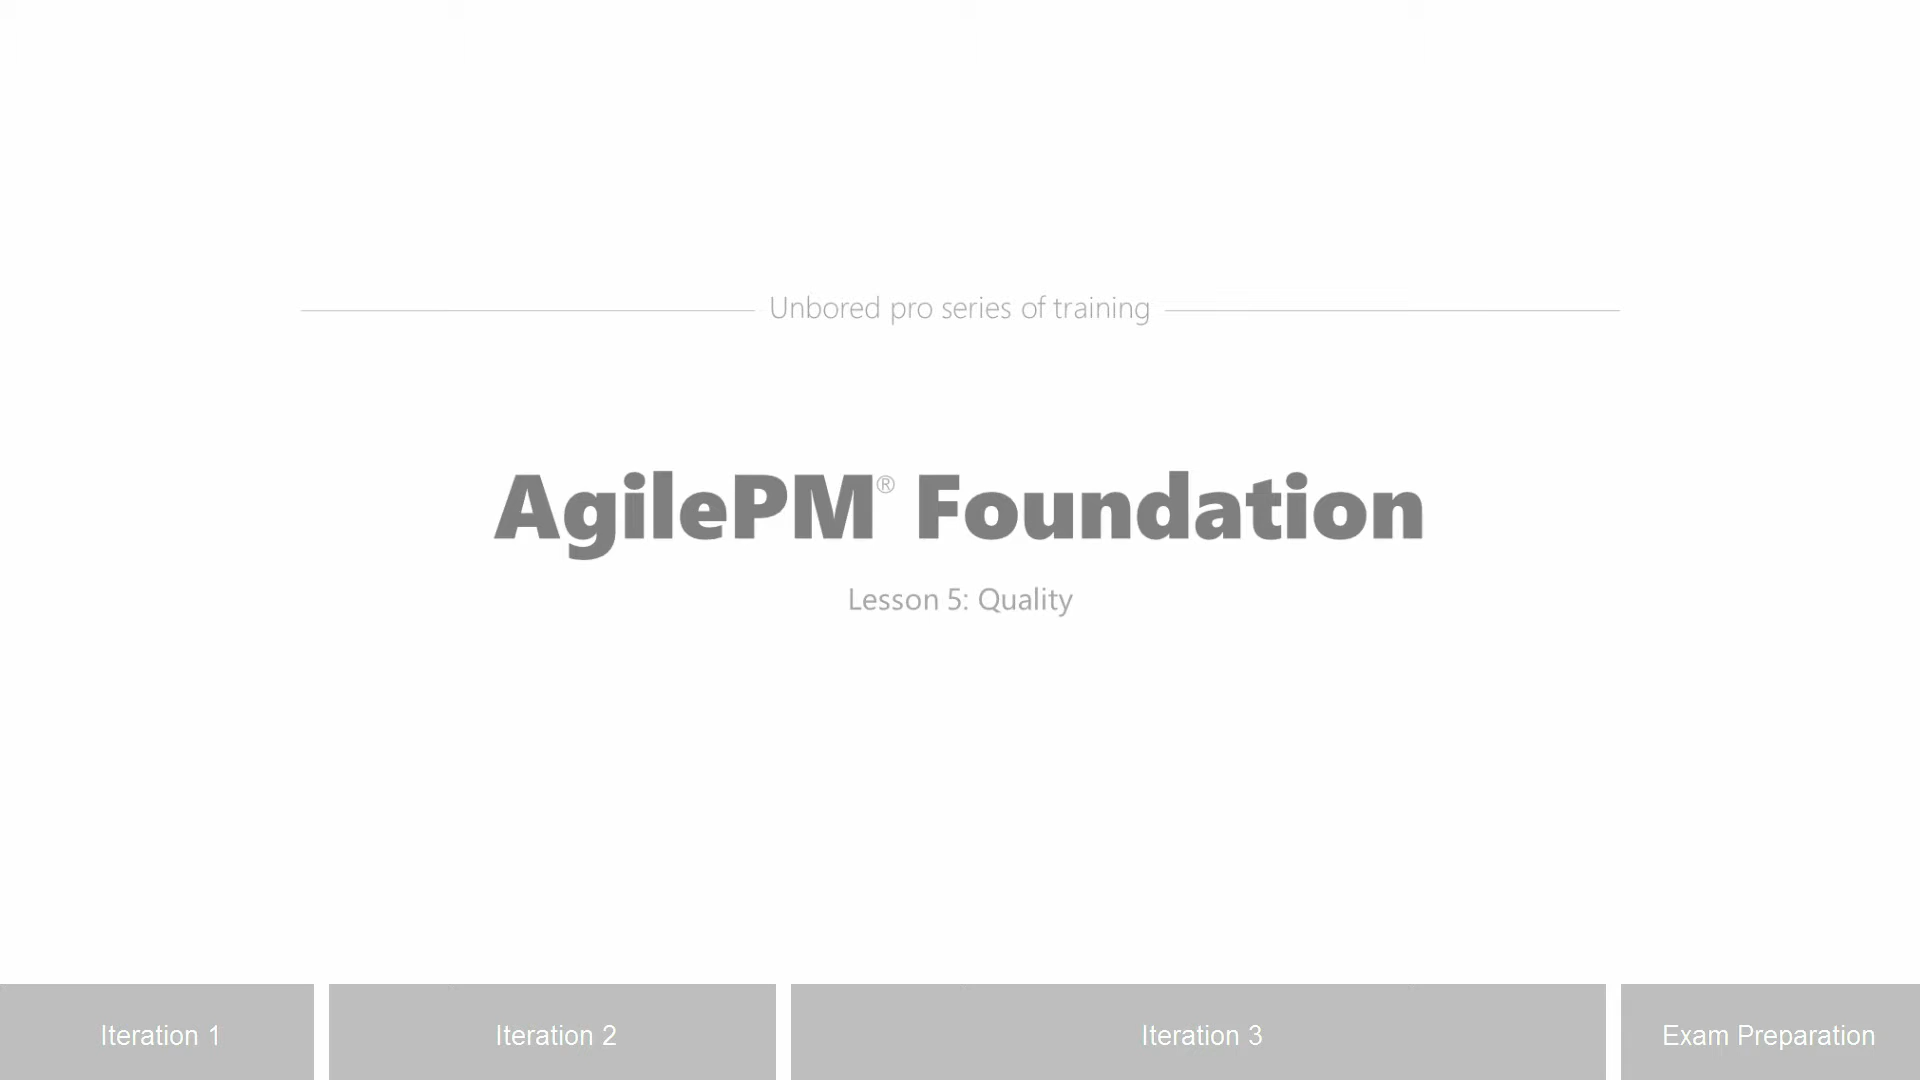 Unbored pro series of training
AgilePM® Foundation
Lesson 5: Quality
Iteration 1
Iteration 2
Iteration 3
Exam Preparation